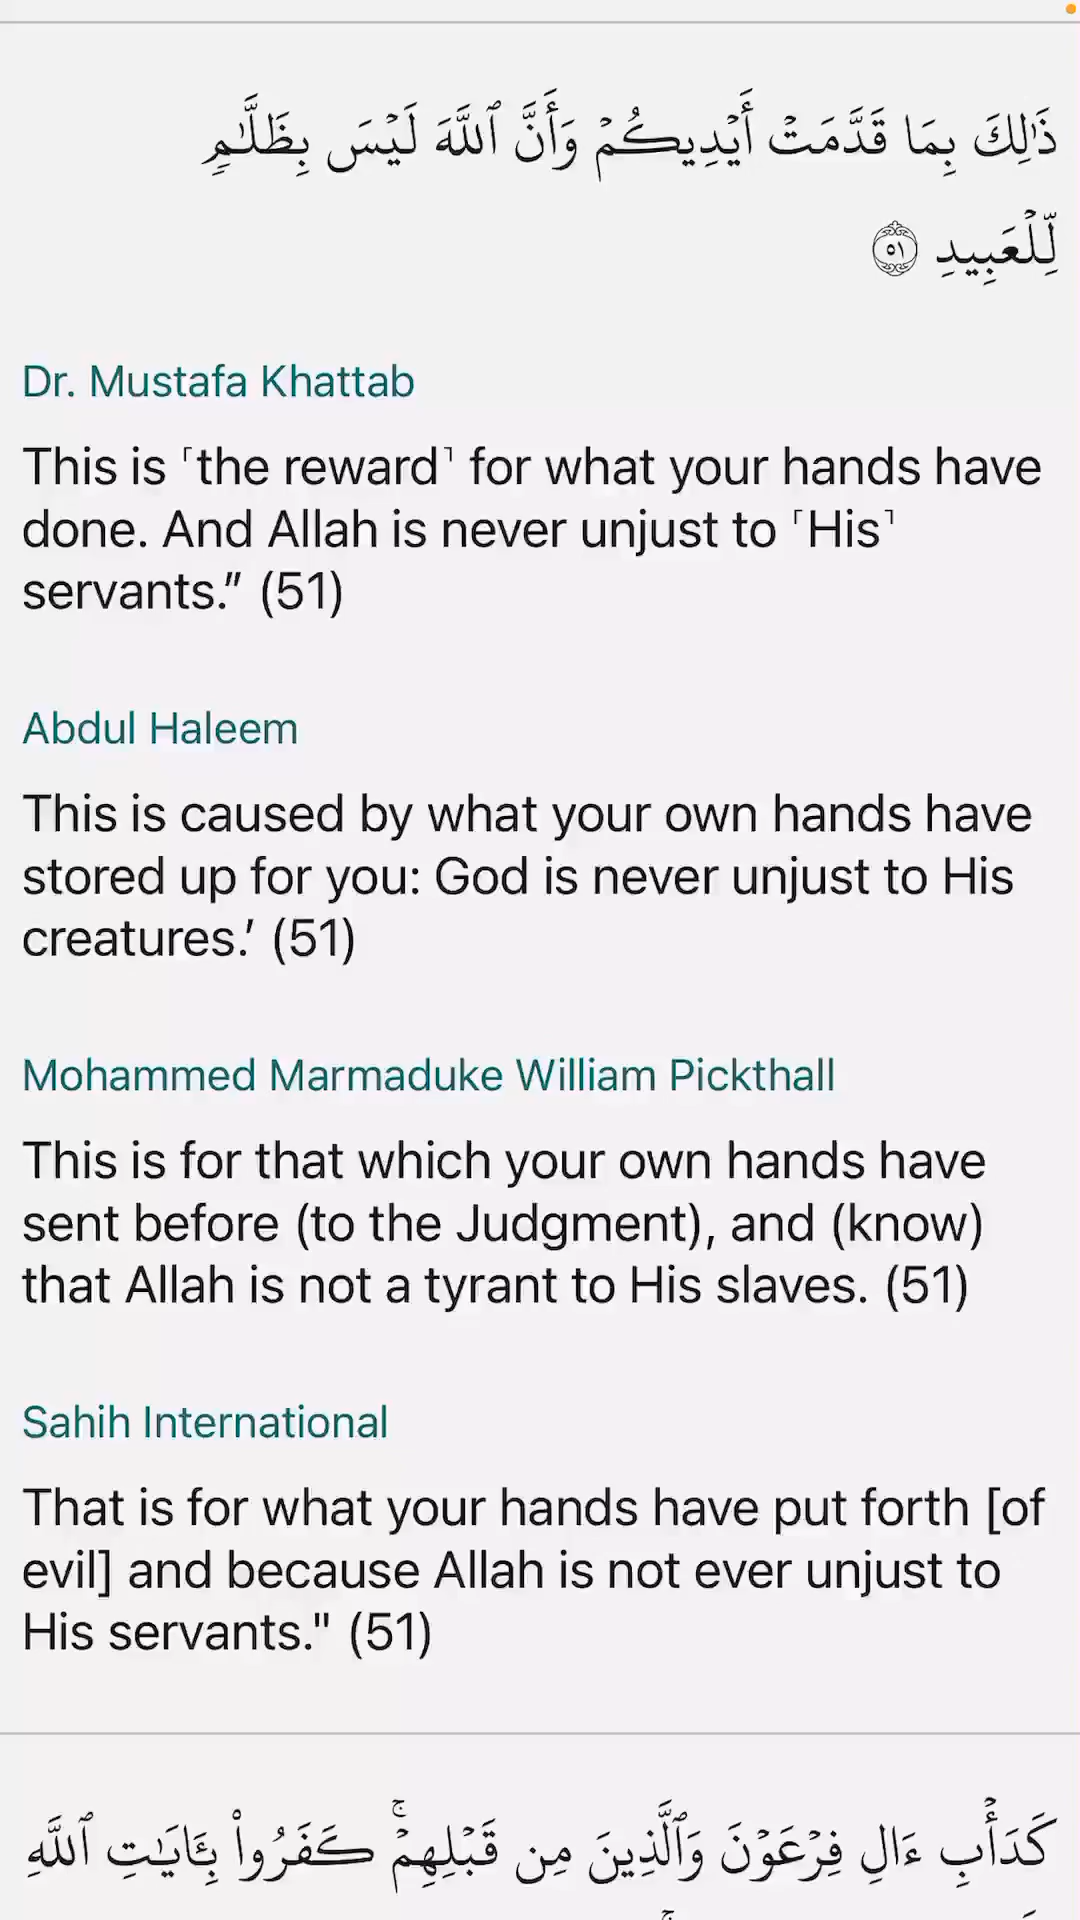 ذَٰلِكَ بِمَا قَدَّمَتۡ أَيۡدِيكُمۡ وَأَنَّ ٱللَّهَ لَيۡسَ بِظَلَّـٰمٖ
لِّلۡعَبِيدِ ٥١
Dr. Mustafa Khattab
This is ˹the reward˺ for what your hands have
done. And Allah is never unjust to ˹His˺
servants.” (51)
Abdul Haleem
This is caused by what your own hands have
stored up for you: God is never unjust to His
creatures.’ (51)
Mohammed Marmaduke William Pickthall
This is for that which your own hands have
sent before (to the Judgment), and (know)
that Allah is not a tyrant to His slaves. (51)
Sahih International
That is for what your hands have put forth [of
evil] and because Allah is not ever unjust to
His servants." (51)
كَدَأۡبِ ءَالِ فِرۡعَوۡنَ وَٱلَّذِينَ مِن قَبۡلِهِمۡۚ كَفَرُواْ بِـَٔايَٰتِ ٱللَّهِ